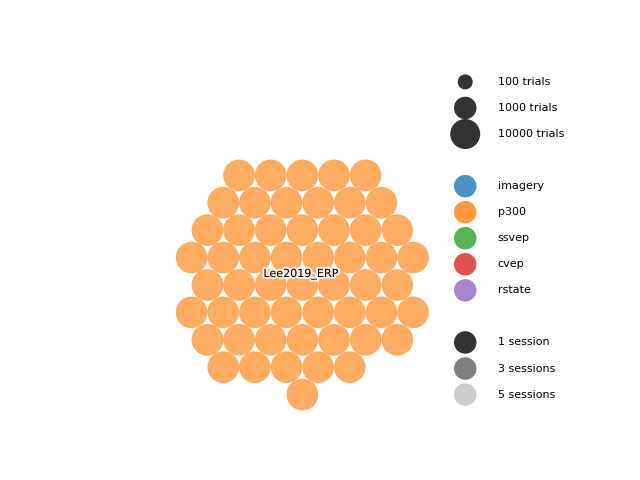 100 trials
1000 trials
10000 trials
imagery
p300
ssvep
cvep
rstate
1 session
3 sessions
5 sessions
Lee2019_ERP